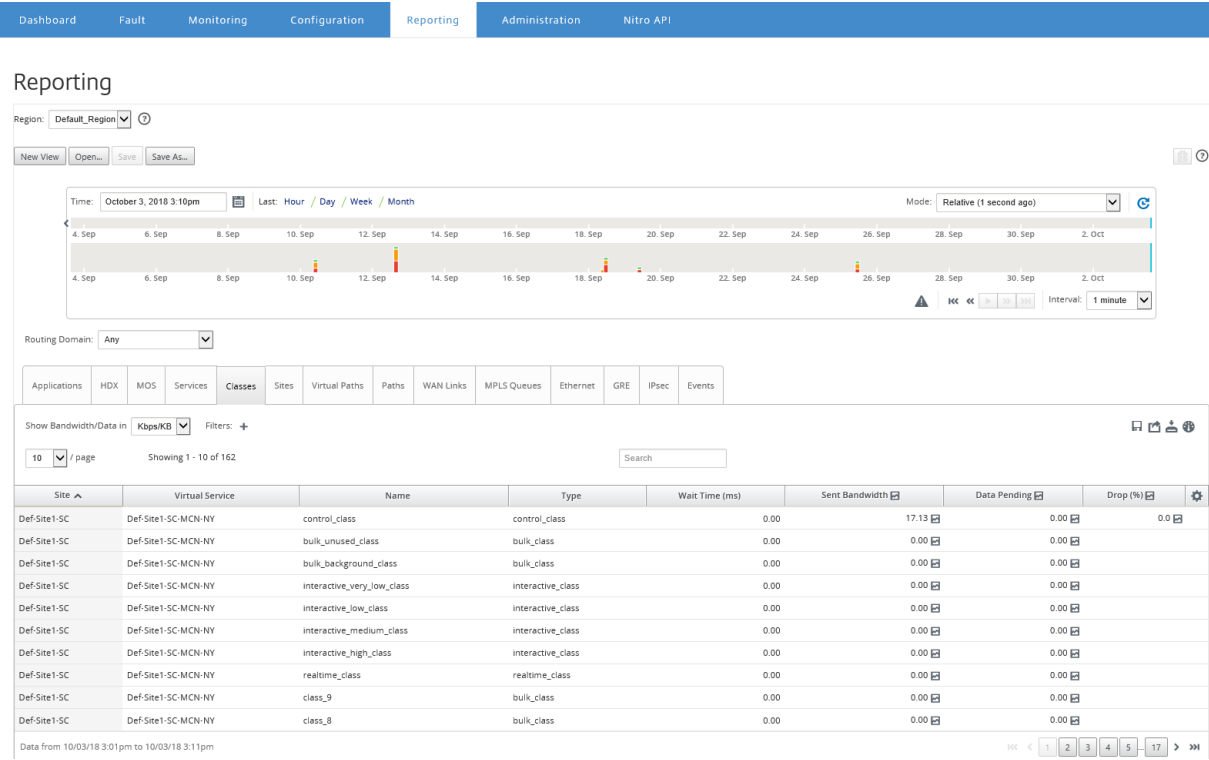 Dashboard Fault Monitoring Configuration Reporting Administration Nitro API
Reporting
Region: Default_Region
New View Open... Save Save As...
Time: October 3, 2018 3:10pm Last: Hour / Day / Week / Month Mode: Relative (1 second ago)
4. Sep 6. Sep 8. Sep 10. Sep 12. Sep 14. Sep 16. Sep 18. Sep 20. Sep 22. Sep 24. Sep 26. Sep 28. Sep 30. Sep 2. Oct
4. Sep 6. Sep 8. Sep 10. Sep 12. Sep 14. Sep 16. Sep 18. Sep 20. Sep 22. Sep 24. Sep 26. Sep 28. Sep 30. Sep 2. Oct
Interval: 1 minute
Routing Domain: Any
Applications HDX MOS Services Classes Sites Virtual Paths Paths WAN Links MPLS Queues Ethernet GRE IPsec Events
Show Bandwidth/Data in Kbps/KB Filters: +
10 / page Showing 1 - 10 of 162 Search
Site Virtual Service Name Type Wait Time (ms) Sent Bandwidth Data Pending Drop (%)
Def-Site1-SC Def-Site1-SC-MCN-NY control_class control_class 0.00 17.13 0.00 0.0
Def-Site1-SC Def-Site1-SC-MCN-NY bulk_unused_class bulk_class 0.00 0.00 0.00
Def-Site1-SC Def-Site1-SC-MCN-NY bulk_background_class bulk_class 0.00 0.00 0.00
Def-Site1-SC Def-Site1-SC-MCN-NY interactive_very_low_class interactive_class 0.00 0.00 0.00
Def-Site1-SC Def-Site1-SC-MCN-NY interactive_low_class interactive_class 0.00 0.00 0.00
Def-Site1-SC Def-Site1-SC-MCN-NY interactive_medium_class interactive_class 0.00 0.00 0.00
Def-Site1-SC Def-Site1-SC-MCN-NY interactive_high_class interactive_class 0.00 0.00 0.00
Def-Site1-SC Def-Site1-SC-MCN-NY realtime_class realtime_class 0.00 0.00 0.00
Def-Site1-SC Def-Site1-SC-MCN-NY class_9 bulk_class 0.00 0.00 0.00
Def-Site1-SC Def-Site1-SC-MCN-NY class_8 bulk_class 0.00 0.00 0.00
Data from 10/03/18 3:01pm to 10/03/18 3:11pm 1 2 3 4 5 ... 17